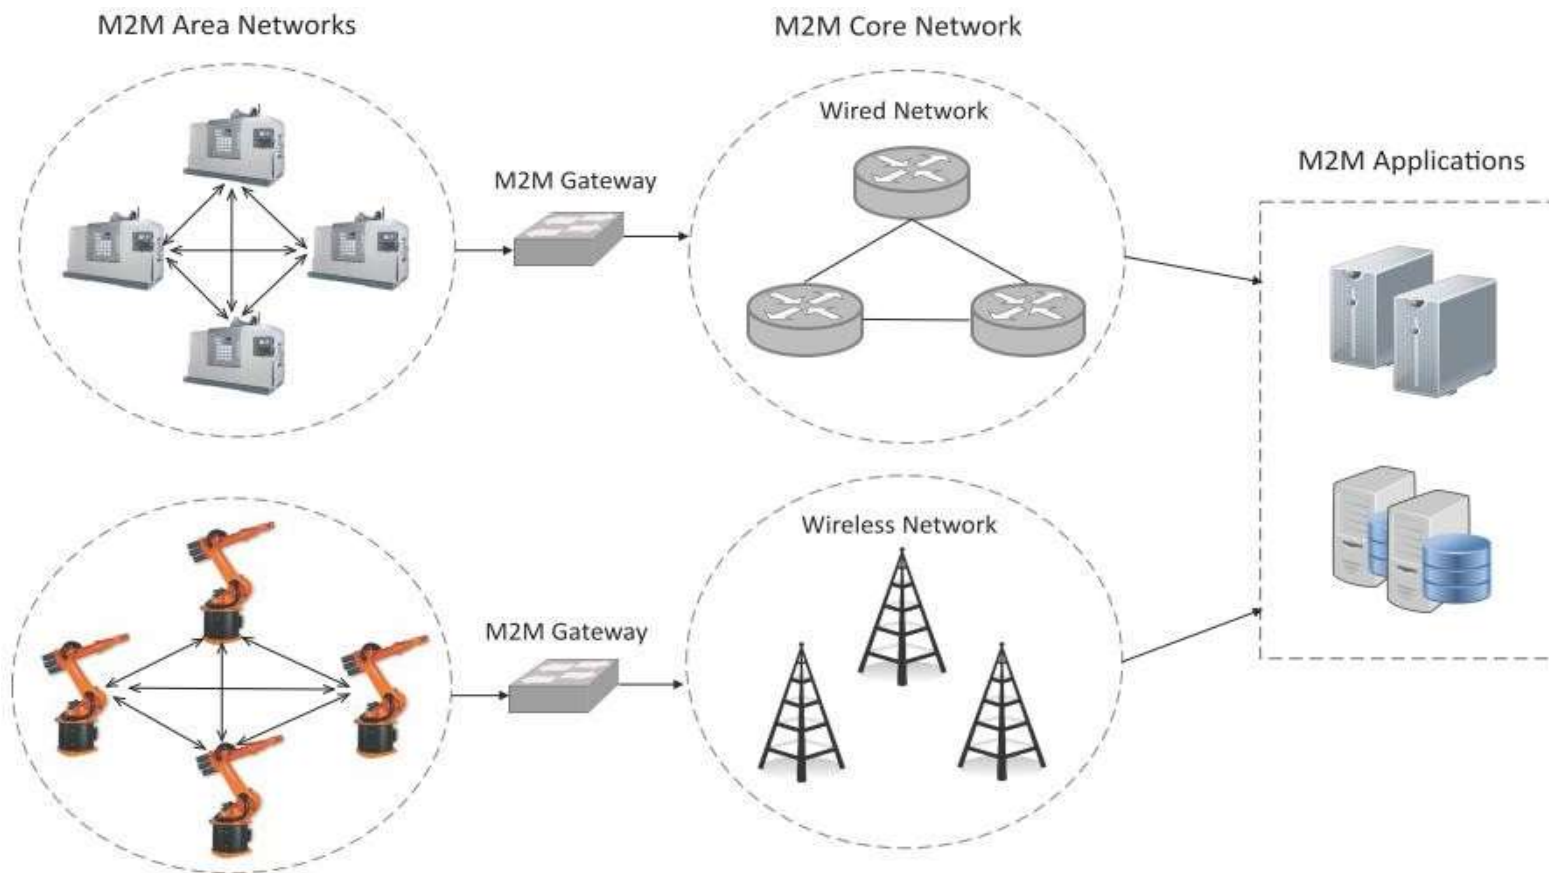 M2M Area Networks
M2M Core Network
Wired Network
M2M Applications
M2M Gateway
Wireless Network
M2M Gateway